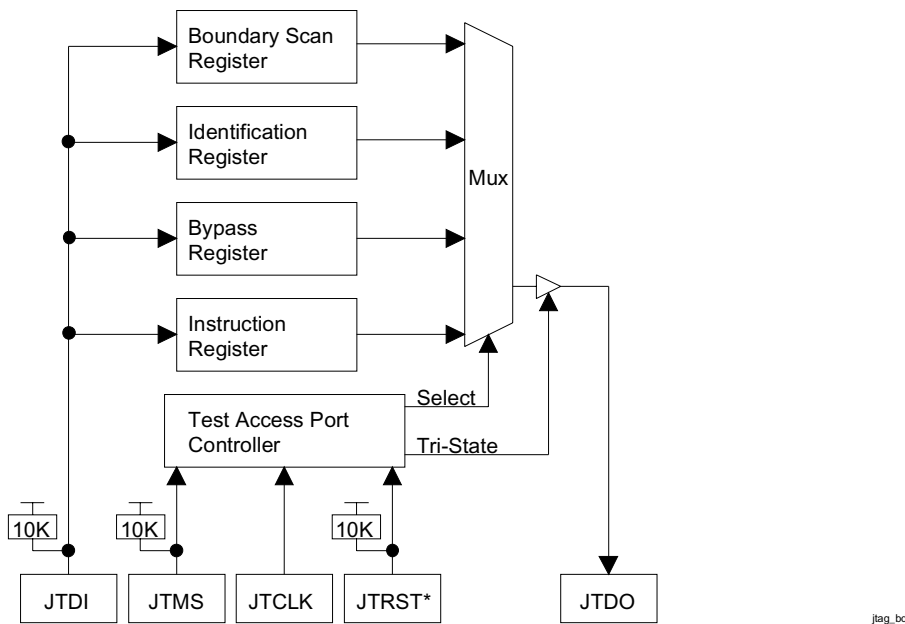 Boundary Scan
Register
Identification
Register
Mux
Bypass
Register
Instruction
Register
Select
Test Access Port
Controller
Tri-State
10K
10K
10K
JTDI
JTMS
JTCLK
JTRST*
JTDO